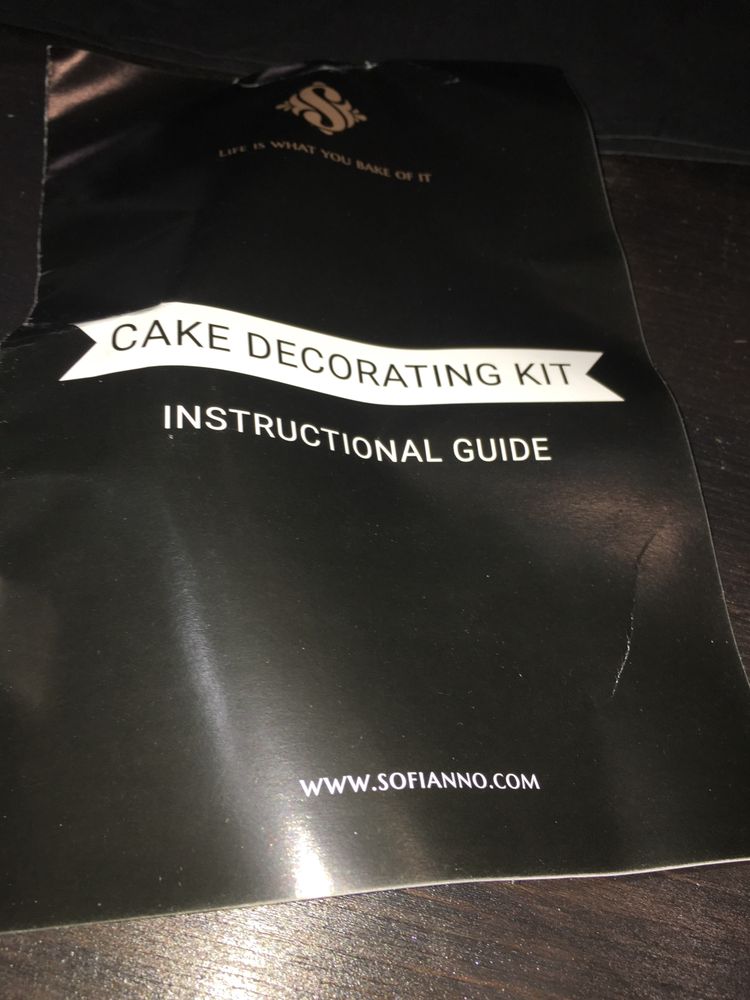 S
LIFE IS WHAT YOU BAKE OF IT
CAKE DECORATING KIT
INSTRUCTIONAL GUIDE
WWW.SOFIANNO.COM